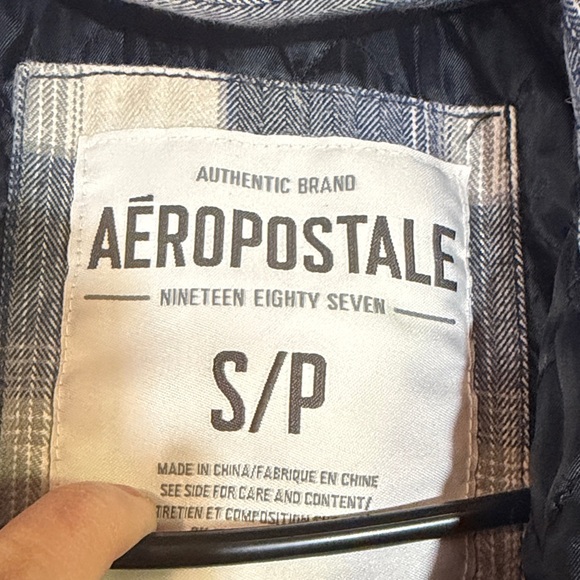 AUTHENTIC BRAND
AÉROPOSTALE
NINETEEN EIGHTY SEVEN
S/P
MADE IN CHINA/FABRIQUE EN CHINE
SEE SIDE FOR CARE AND CONTENT/
TRETIEN ET COMPOSITION